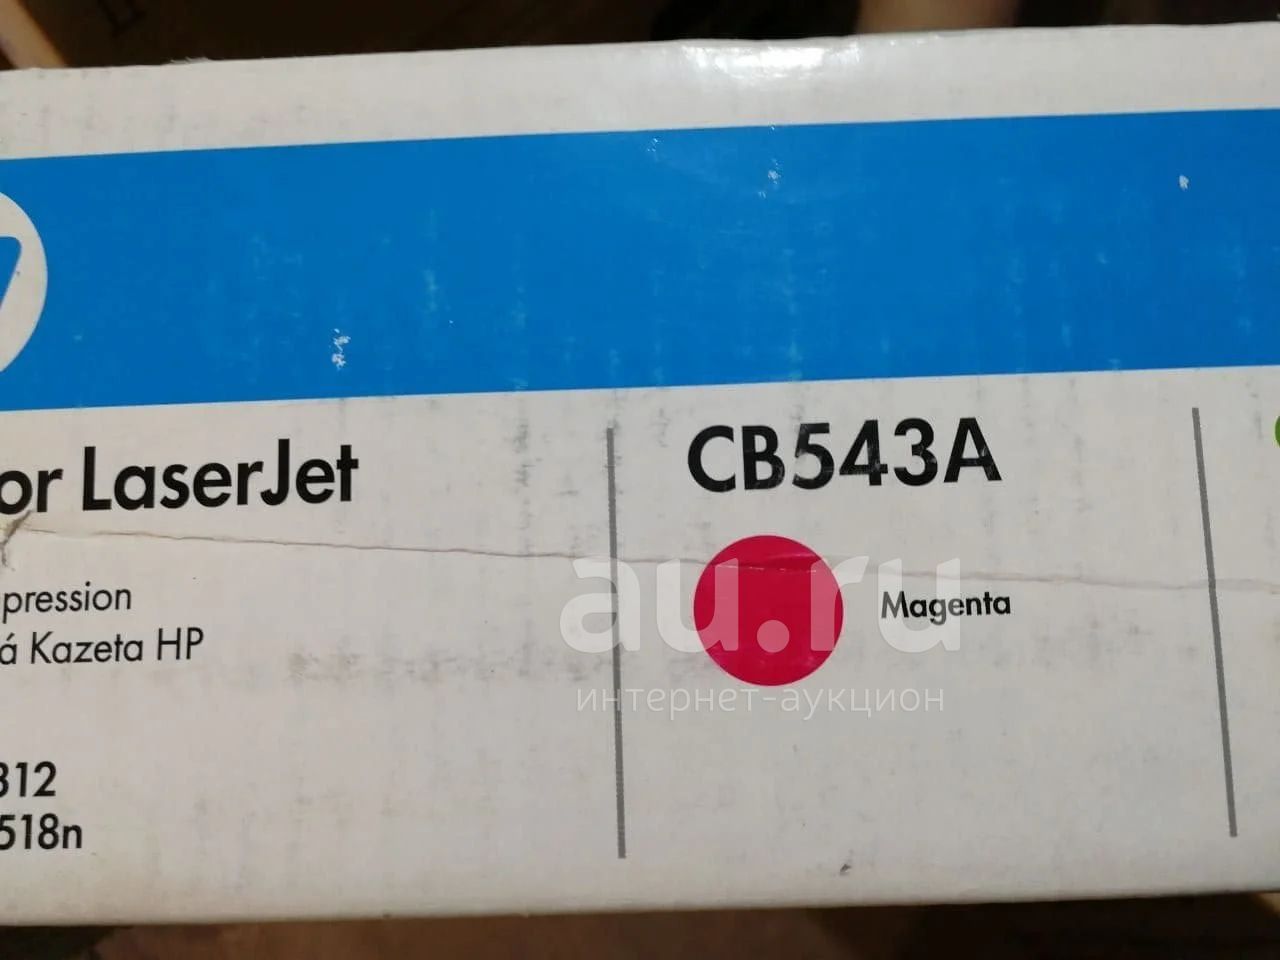 or LaserJet
CB543A
pression
á Kazeta HP
Magenta
au.ru
интернет-аукцион
312
518n